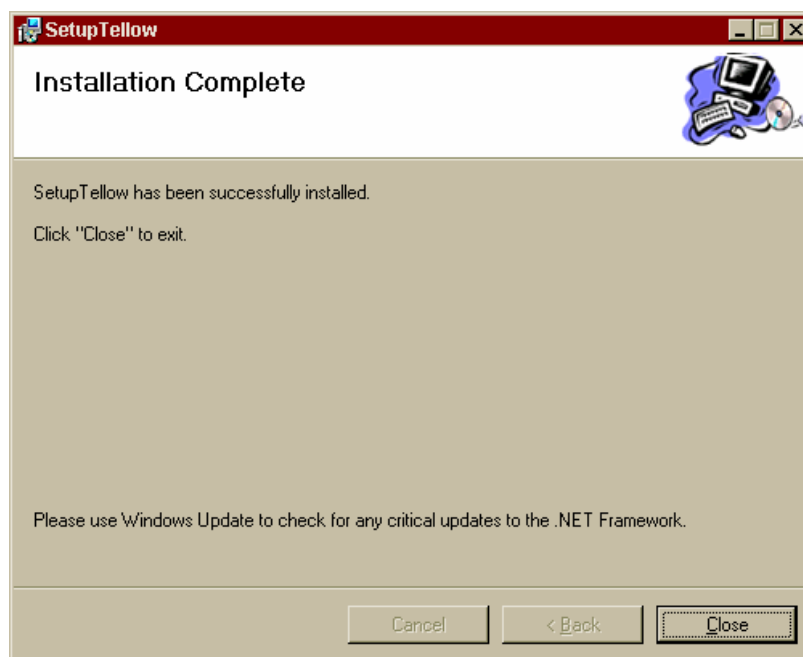 SetupTellow
Installation Complete
SetupTellow has been successfully installed.
Click "Close" to exit.
Please use Windows Update to check for any critical updates to the .NET Framework.
Cancel
< Back
Close